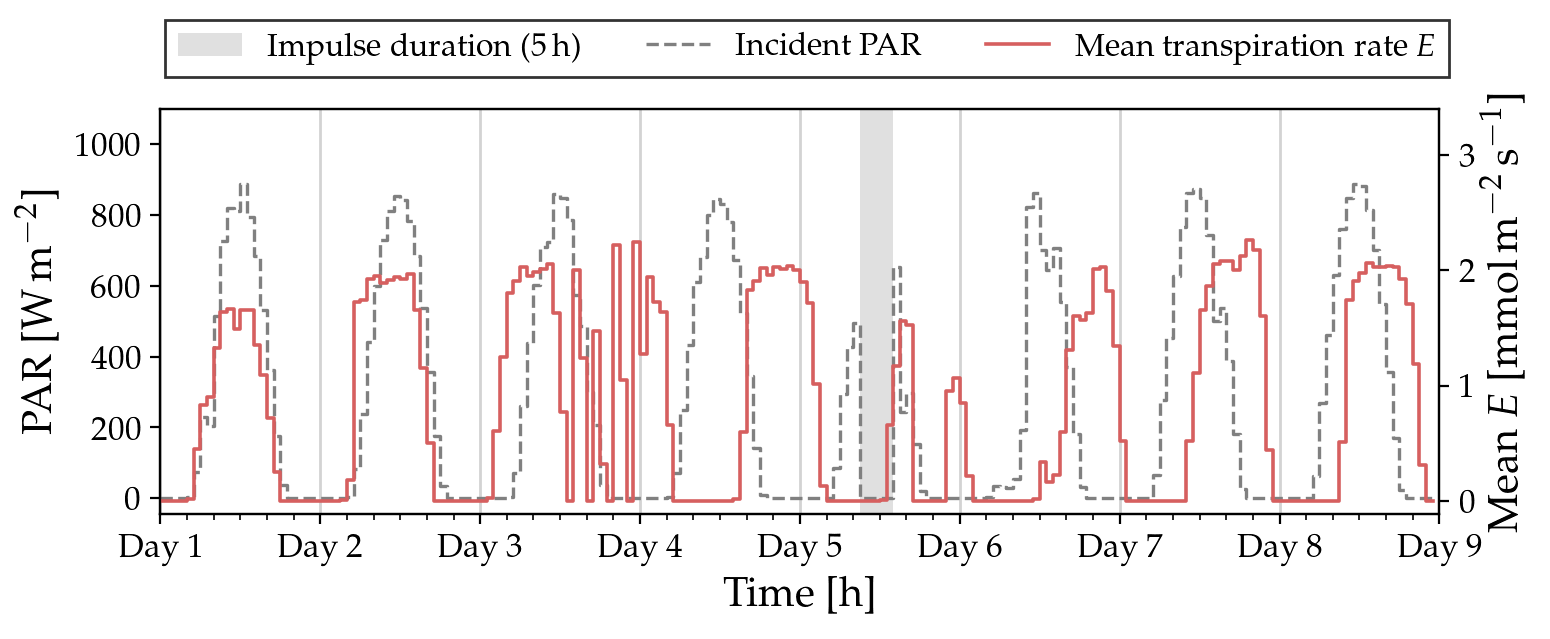 Impulse duration (5 h) Incident PAR Mean transpiration rate E
PAR [W m⁻²]
1000
800
600
400
200
0
3
2
1
0
Mean E [mmol m⁻² s⁻¹]
Day 1 Day 2 Day 3 Day 4 Day 5 Day 6 Day 7 Day 8 Day 9
Time [h]